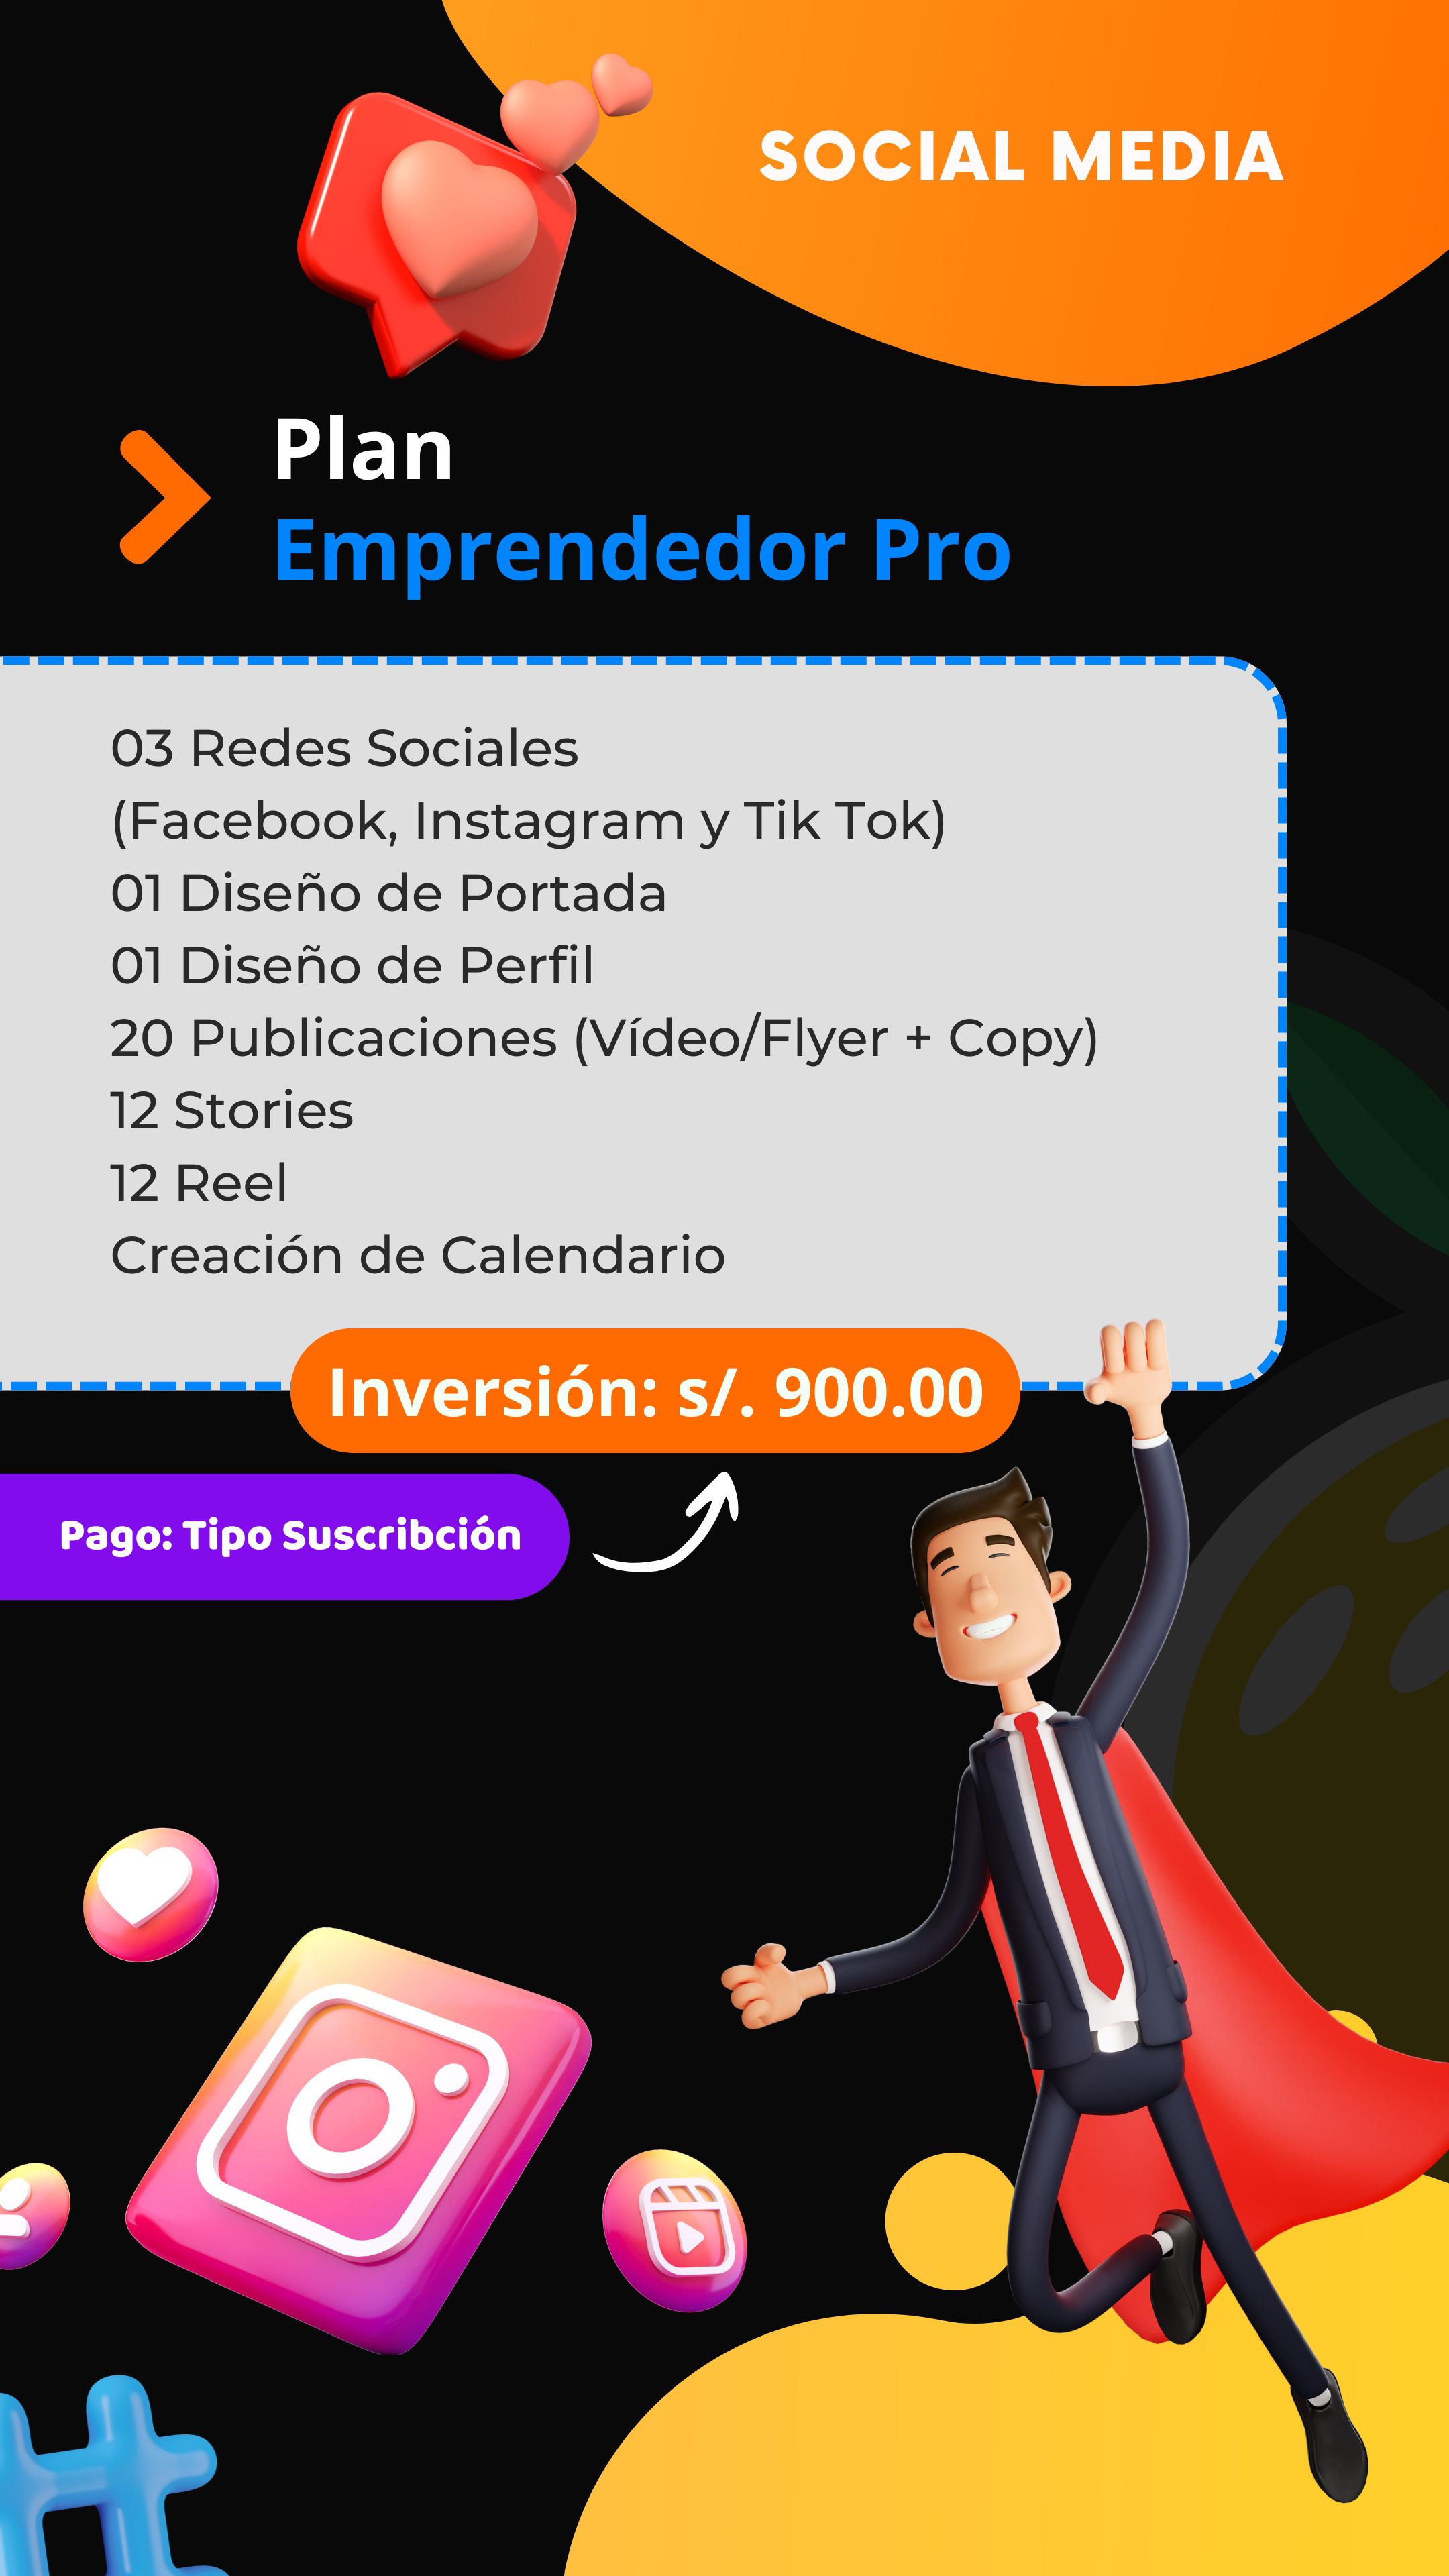 SOCIAL MEDIA
Plan
Emprendedor Pro
03 Redes Sociales
(Facebook, Instagram y Tik Tok)
01 Diseño de Portada
01 Diseño de Perfil
20 Publicaciones (Vídeo/Flyer + Copy)
12 Stories
12 Reel
Creación de Calendario
Inversión: s/. 900.00
Pago: Tipo Suscribción